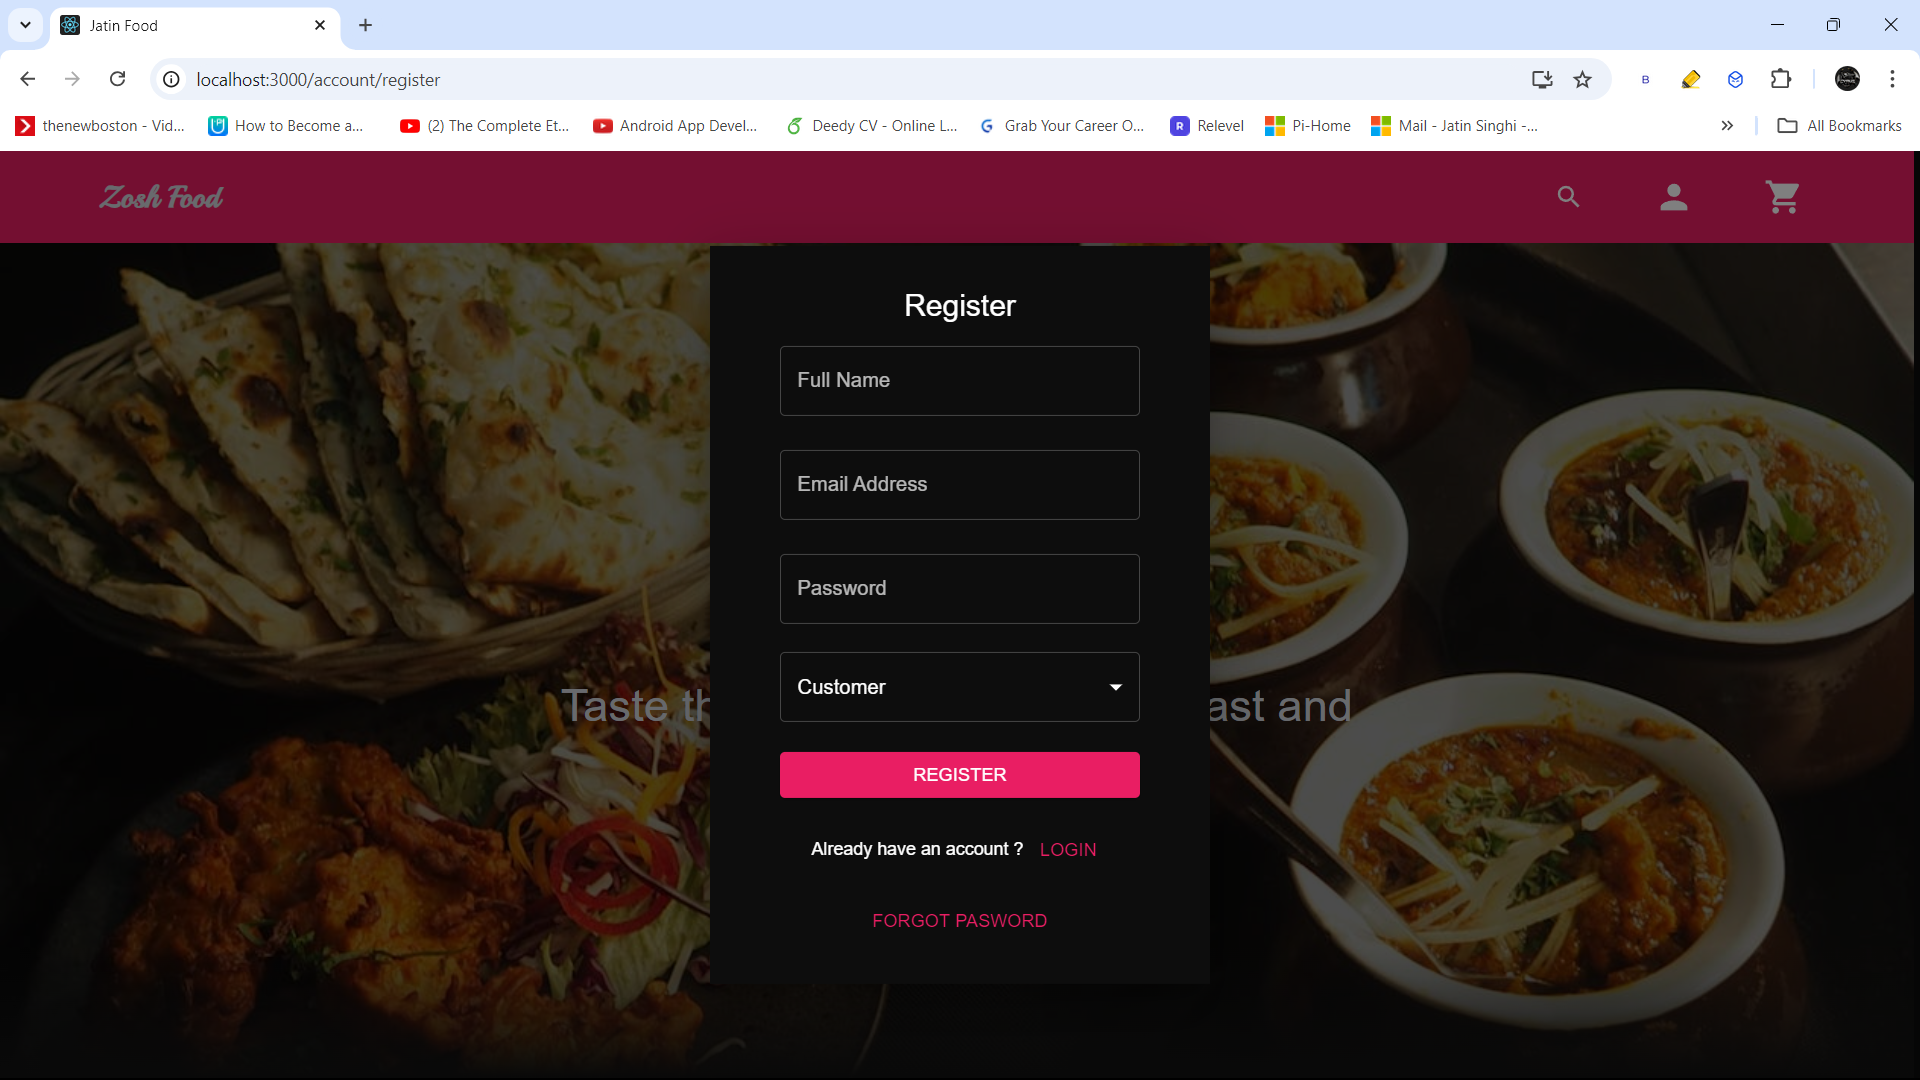 Jatin Food
localhost:3000/account/register
B
thenewboston - Vid...
How to Become a...
(2) The Complete Et...
Android App Devel...
Deedy CV - Online L...
Grab Your Career O...
R Relevel
Pi-Home
Mail - Jatin Singhi -...
All Bookmarks
Zosh Food
Register
Full Name
Email Address
Password
Customer
Taste th
ast and
REGISTER
Already have an account ? LOGIN
FORGOT PASWORD